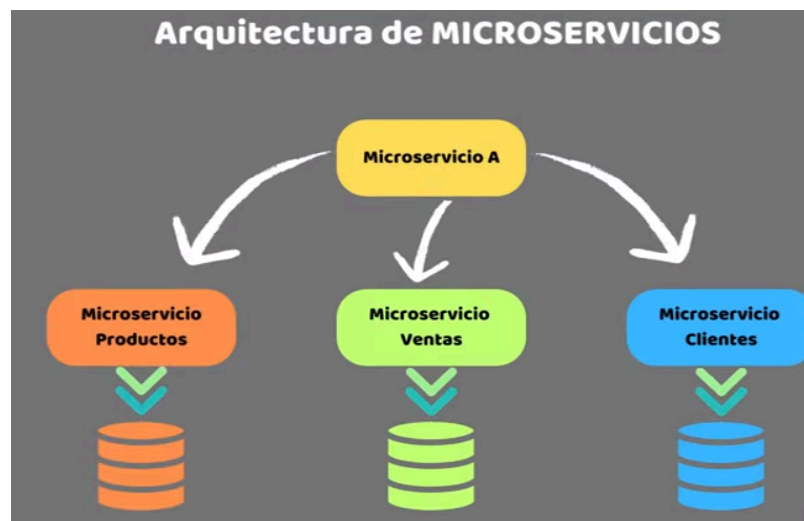 Arquitectura de MICROSERVICIOS
Microservicio A
Microservicio
Productos
Microservicio
Ventas
Microservicio
Clientes